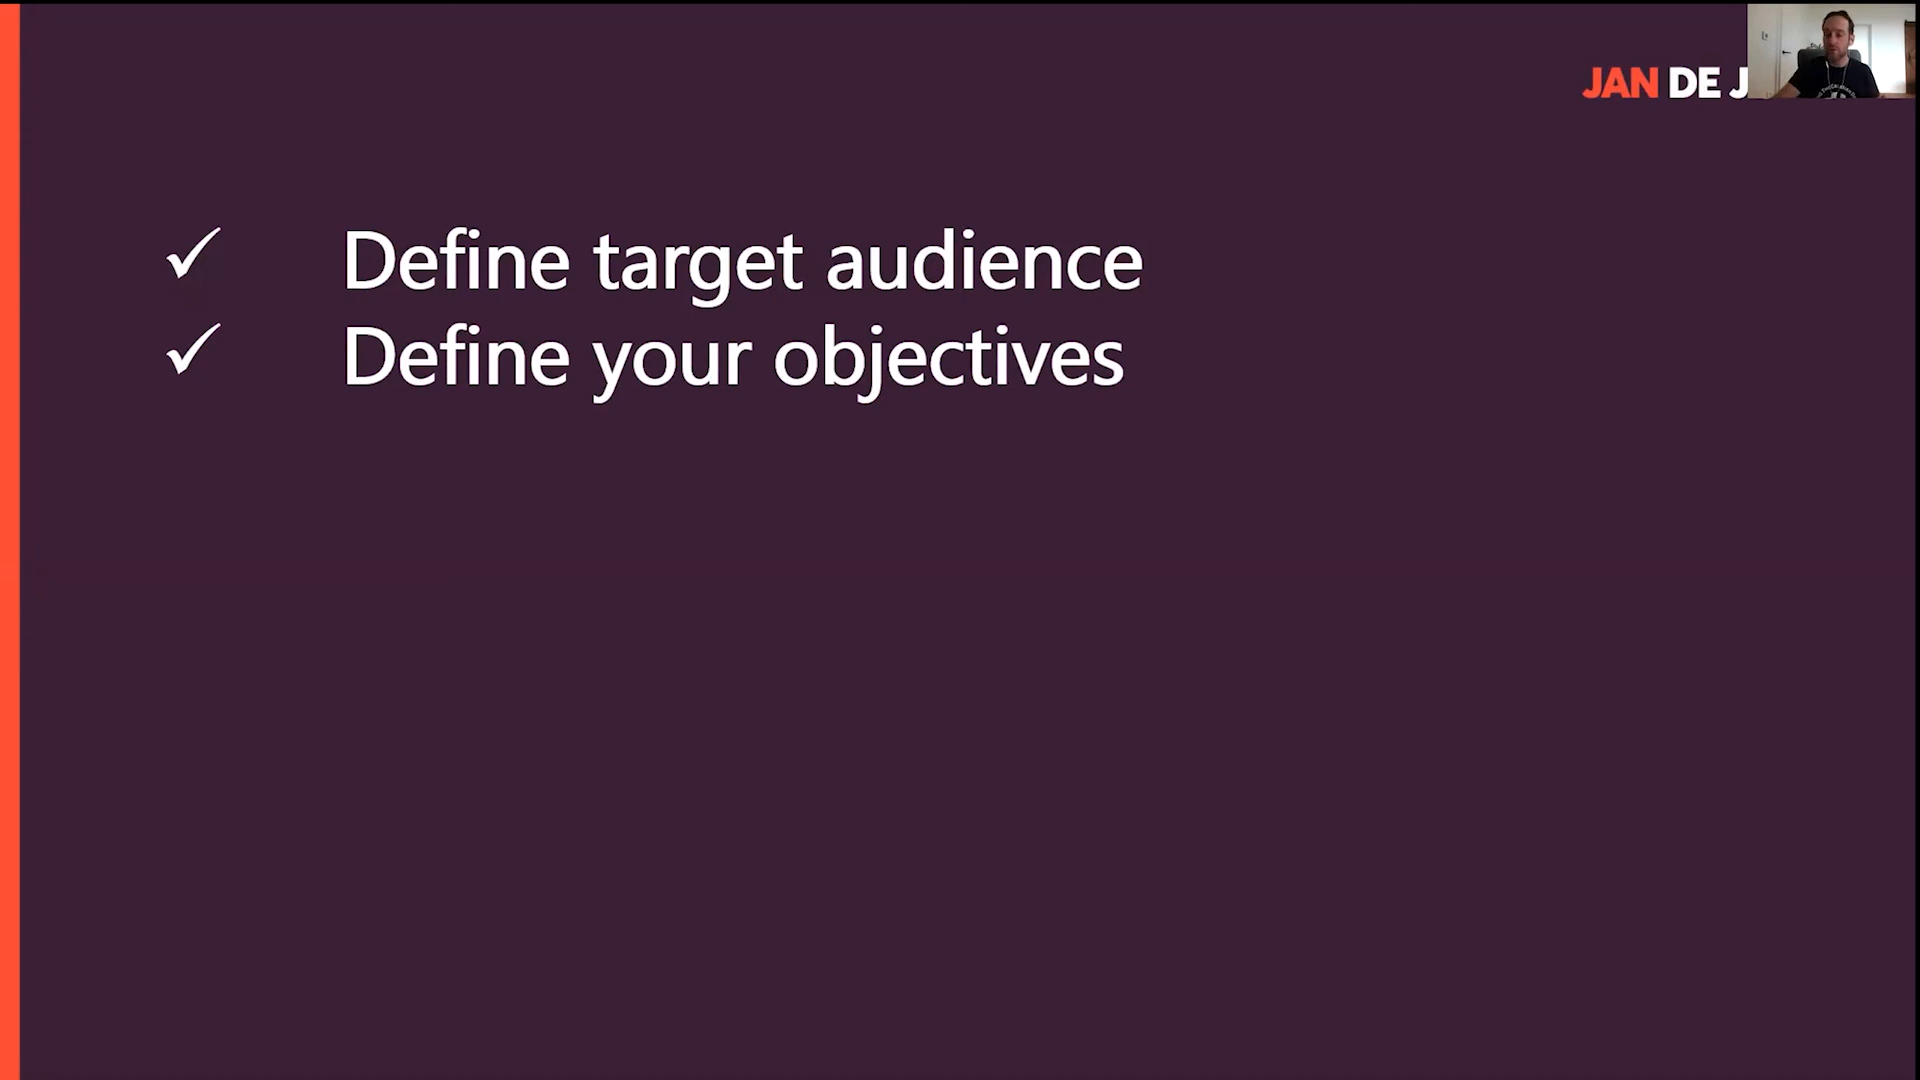 JAN DE J
✓ Define target audience
✓ Define your objectives